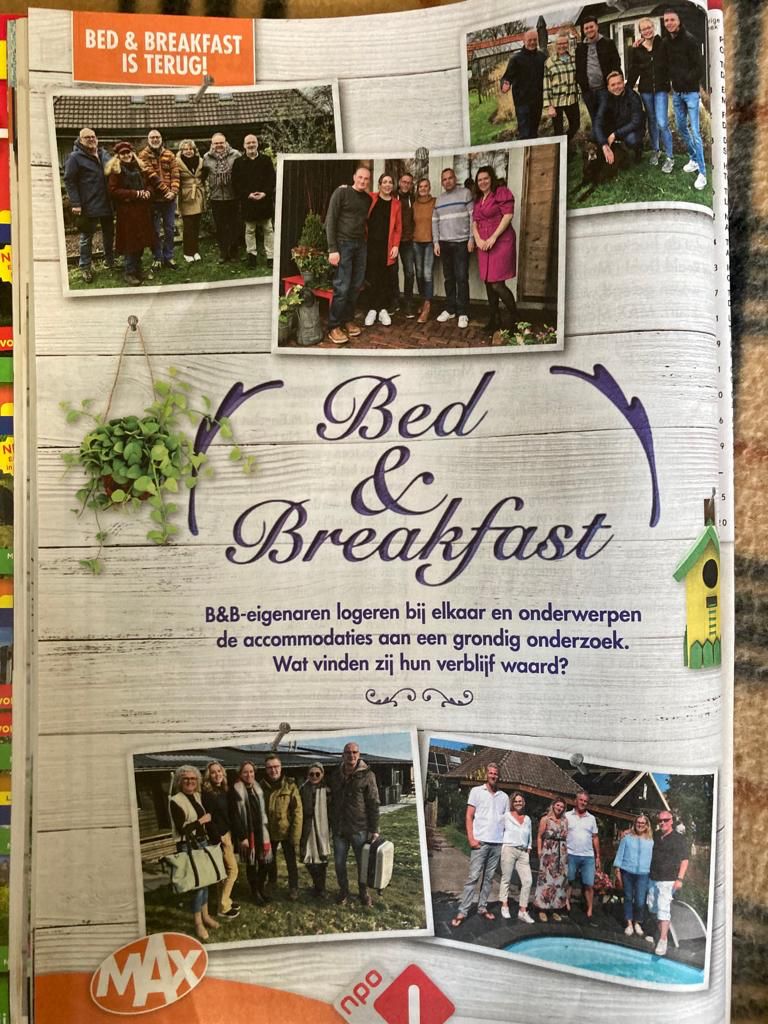 BED & BREAKFAST
IS TERUG!
Bed
&
Breakfast
B&B-eigenaren logeren bij elkaar en onderwerpen
de accommodaties aan een grondig onderzoek.
Wat vinden zij hun verblijf waard?
MAX
npo